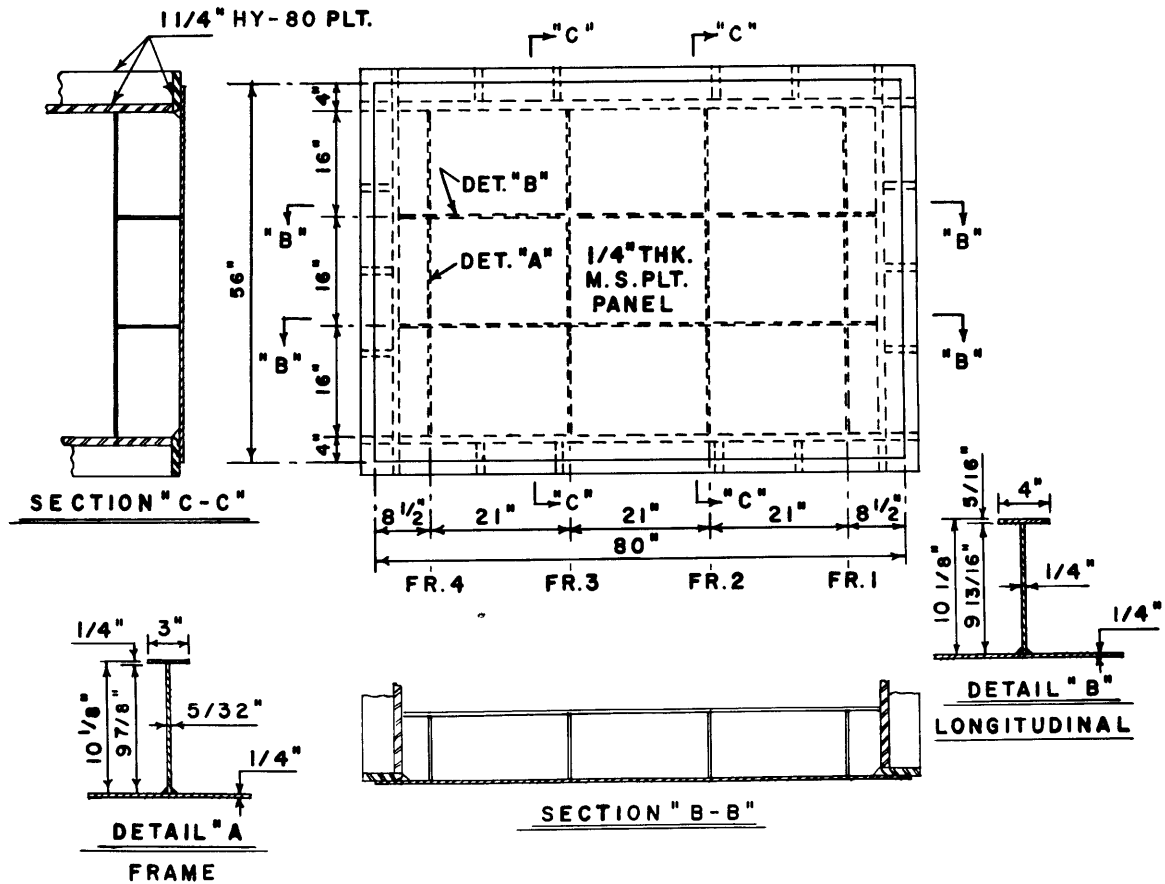 1 1/4" HY-80 PLT.
"C"
"C"
4"
16"
16"
16"
4"
56"
DET. "B"
DET. "A"
1/4" THK.
M.S. PLT.
PANEL
"B"
"B"
"B"
"B"
"C"
"C"
SECTION "C-C"
8 1/2"
21"
21"
21"
8 1/2"
80"
FR.4
FR.3
FR.2
FR.1
4"
5/16"
10 1/8"
9 13/16"
1/4"
1/4"
DETAIL "B"
LONGITUDINAL
1/4"
3"
10 1/8"
9 7/8"
5/32"
1/4"
DETAIL "A
FRAME
SECTION "B-B"